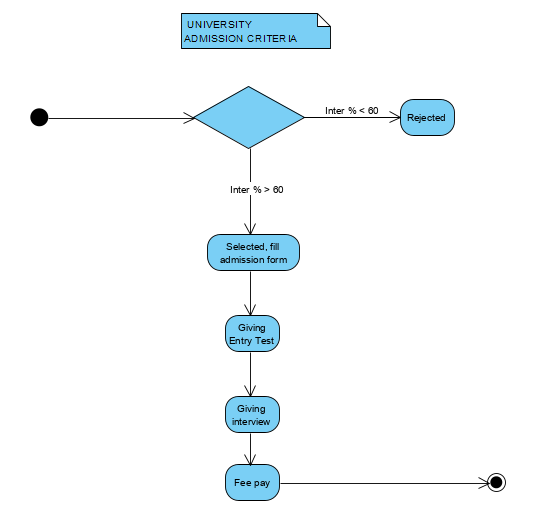 UNIVERSITY
ADMISSION CRITERIA
Inter % < 60
Rejected
Inter % > 60
Selected, fill
admission form
Giving
Entry Test
Giving
interview
Fee pay